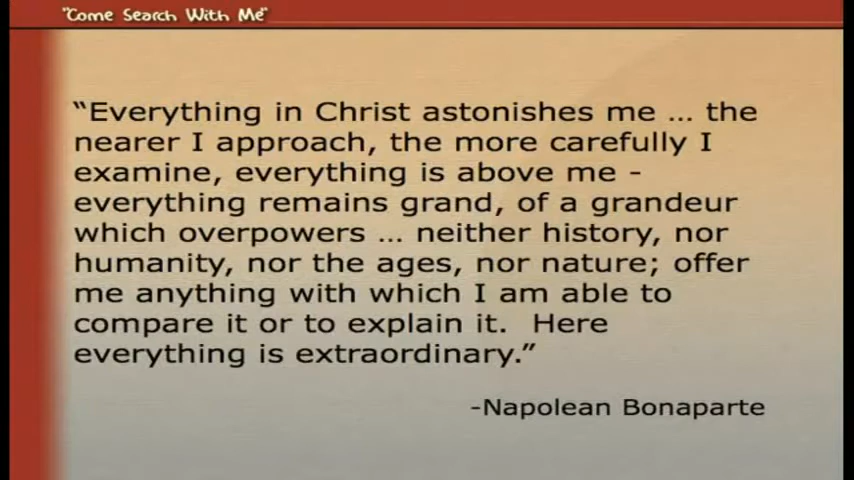 "Come Search With Me"
“Everything in Christ astonishes me ... the
nearer I approach, the more carefully I
examine, everything is above me -
everything remains grand, of a grandeur
which overpowers ... neither history, nor
humanity, nor the ages, nor nature; offer
me anything with which I am able to
compare it or to explain it.  Here
everything is extraordinary.”
-Napolean Bonaparte